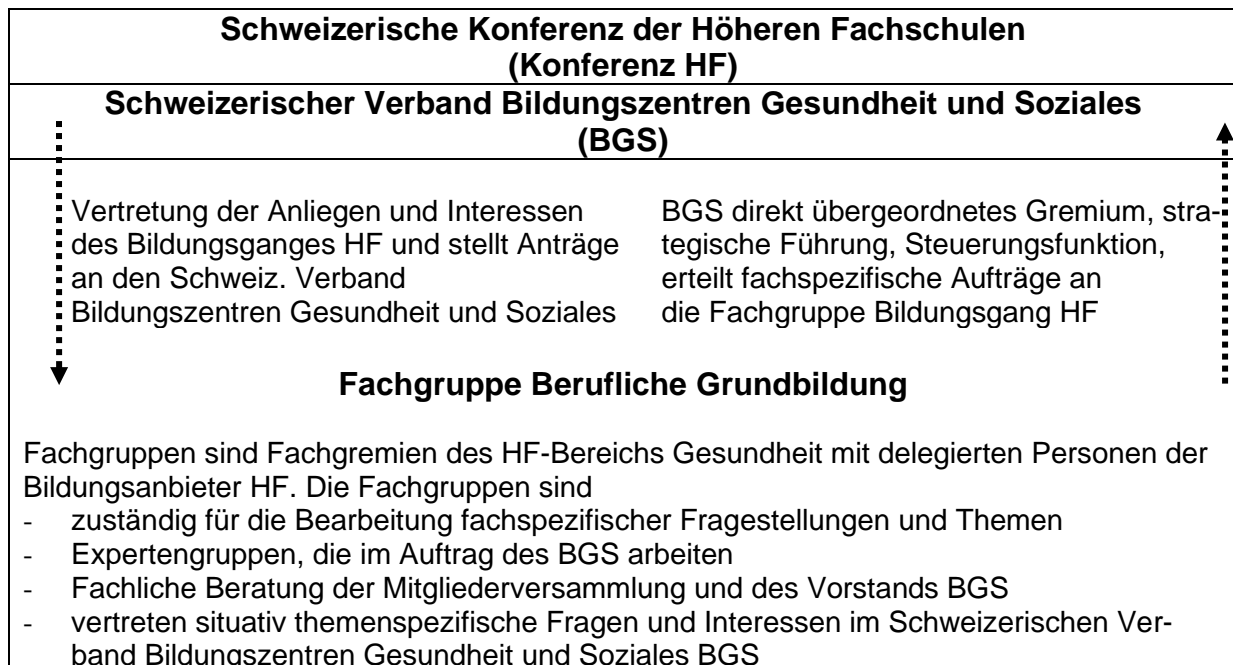 Schweizerische Konferenz der Höheren Fachschulen
(Konferenz HF)
Schweizerischer Verband Bildungszentren Gesundheit und Soziales
(BGS)
Vertretung der Anliegen und Interessen
des Bildungsganges HF und stellt Anträge
an den Schweiz. Verband
Bildungszentren Gesundheit und Soziales
BGS direkt übergeordnetes Gremium, stra-
tegische Führung, Steuerungsfunktion,
erteilt fachspezifische Aufträge an
die Fachgruppe Bildungsgang HF
Fachgruppe Berufliche Grundbildung
Fachgruppen sind Fachgremien des HF-Bereichs Gesundheit mit delegierten Personen der
Bildungsanbieter HF. Die Fachgruppen sind
- zuständig für die Bearbeitung fachspezifischer Fragestellungen und Themen
- Expertengruppen, die im Auftrag des BGS arbeiten
- Fachliche Beratung der Mitgliederversammlung und des Vorstands BGS
- vertreten situativ themenspezifische Fragen und Interessen im Schweizerischen Ver-
band Bildungszentren Gesundheit und Soziales BGS